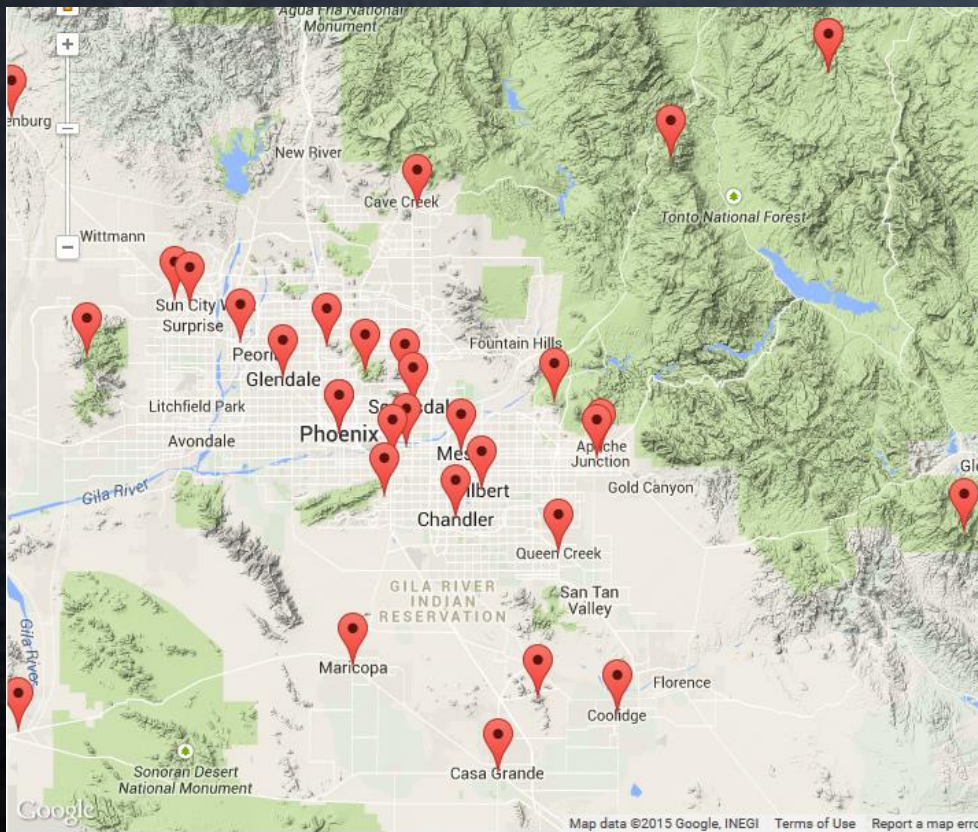 Agua Fria National
Monument
enburg
New River
Cave Creek
Wittmann
Tonto National Forest
Sun City W
Surprise
Fountain Hills
Peoria
Glendale
Litchfield Park
Phoenix
Avondale
Apache
Junction
Gila River
Gold Canyon
Chandler
Queen Creek
GILA RIVER
INDIAN
RESERVATION
San Tan
Valley
Gila River
Maricopa
Florence
Coolidge
Casa Grande
Sonoran Desert
National Monument
Google
Map data ©2015 Google, INEGI Terms of Use Report a map erro